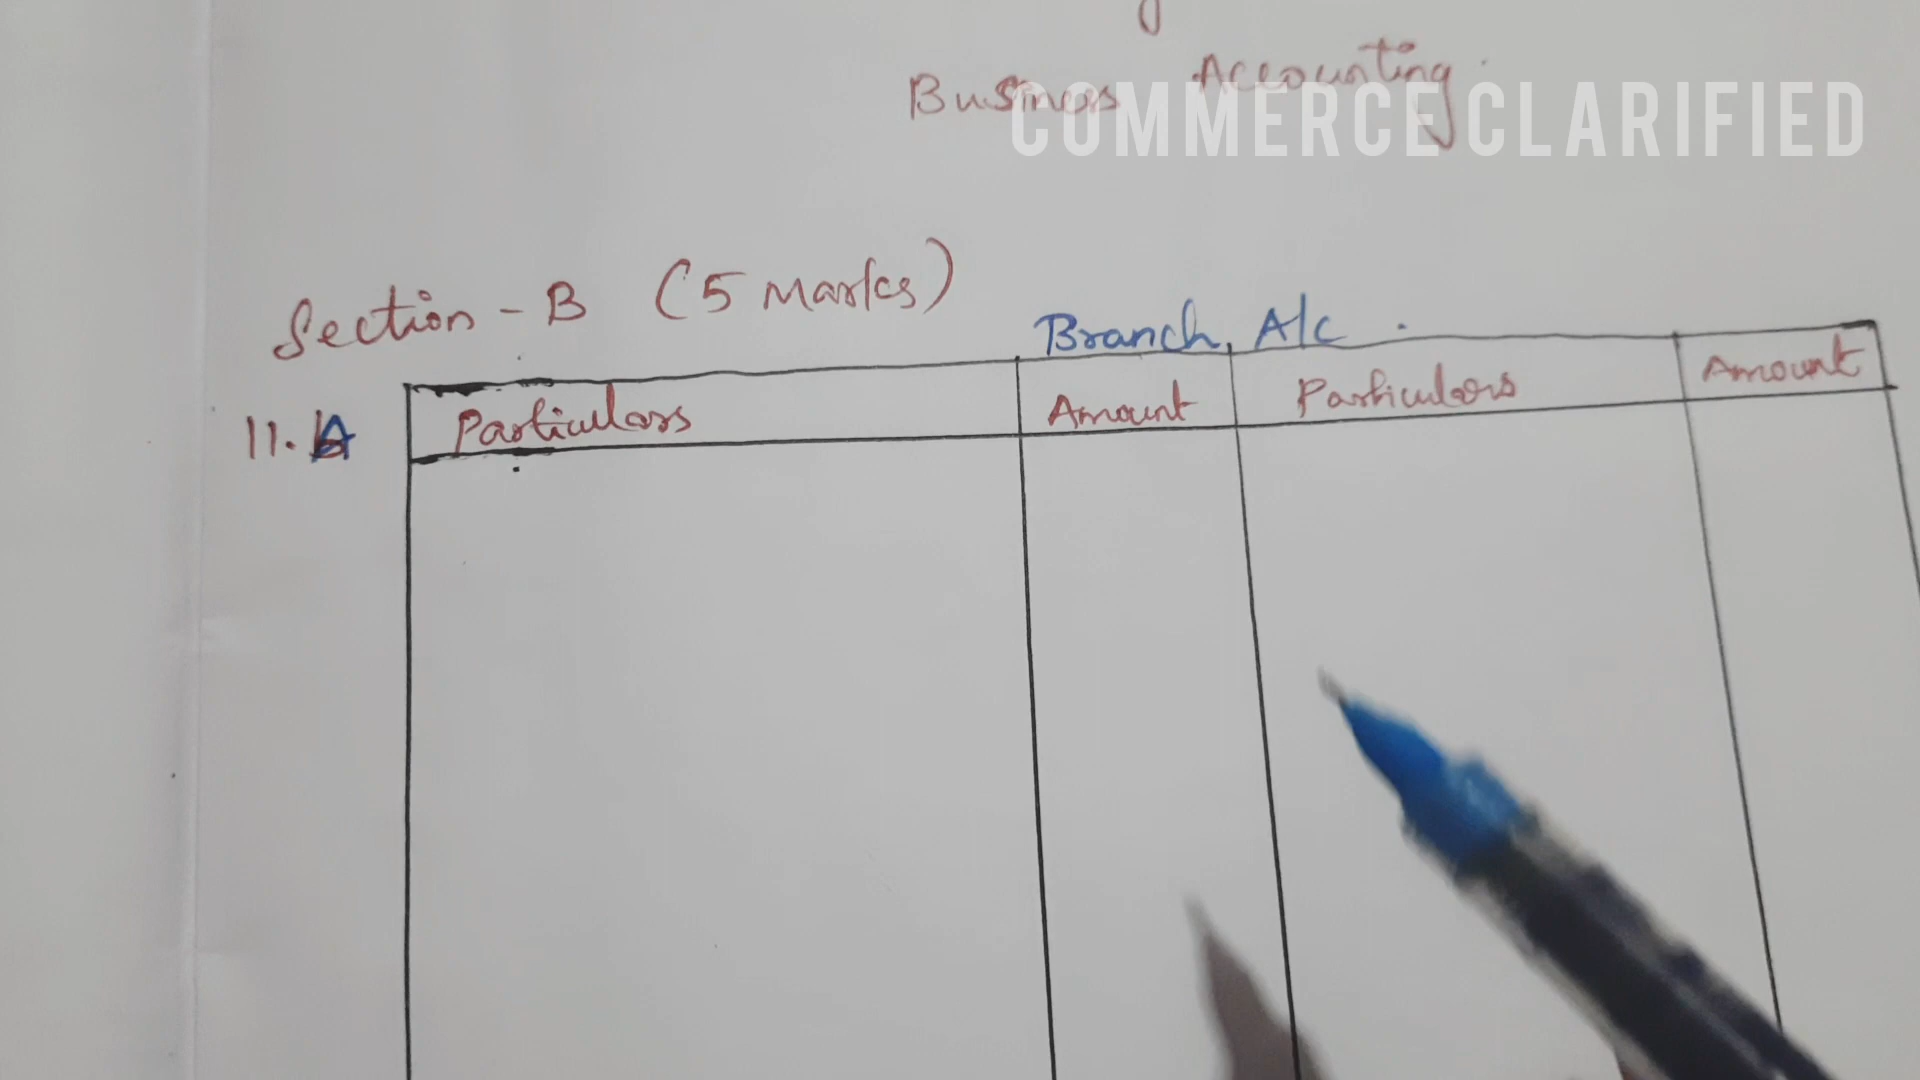 Business Accounting
COMMERCE CLARIFIED
Section - B (5 Marks)
Branch A/c.
11. A
Particulars Amount Particulars Amount